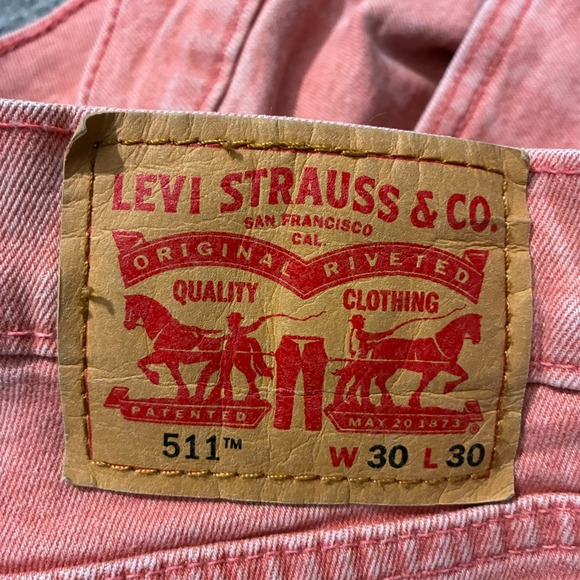 LEVI STRAUSS & CO.
SAN FRANCISCO
CAL.
ORIGINAL RIVETED
QUALITY CLOTHING
PATENTED MAY 20 1873
511™ W 30 L 30